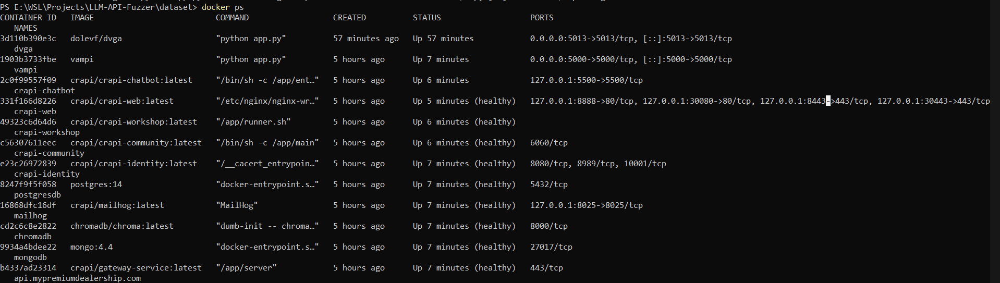 PS E:\WSL\Projects\LLM-API-Fuzzer\dataset> docker ps
CONTAINER ID   IMAGE                          COMMAND                  CREATED          STATUS                   PORTS
   NAMES
3d110b390e3c   dolevf/dvga                    "python app.py"          57 minutes ago   Up 57 minutes            0.0.0.0:5013->5013/tcp, [::]:5013->5013/tcp
   dvga
1903b3733fbe   vampi                          "python app.py"          5 hours ago      Up 7 minutes             0.0.0.0:5000->5000/tcp, [::]:5000->5000/tcp
   vampi
2c0f99557f09   crapi/crapi-chatbot:latest     "/bin/sh -c /app/ent…"   5 hours ago      Up 6 minutes             127.0.0.1:5500->5500/tcp
   crapi-chatbot
331f166d8226   crapi/crapi-web:latest         "/etc/nginx/nginx-wr…"   5 hours ago      Up 5 minutes (healthy)   127.0.0.1:8888->80/tcp, 127.0.0.1:30080->80/tcp, 127.0.0.1:8443->443/tcp, 127.0.0.1:30443->443/tcp
   crapi-web
49323c6d64d6   crapi/crapi-workshop:latest    "/app/runner.sh"         5 hours ago      Up 6 minutes (healthy)
   crapi-workshop
c56307611eec   crapi/crapi-community:latest   "/bin/sh -c /app/main"   5 hours ago      Up 6 minutes (healthy)   6060/tcp
   crapi-community
e23c26972839   crapi/crapi-identity:latest    "/__cacert_entrypoin…"   5 hours ago      Up 7 minutes (healthy)   8080/tcp, 8989/tcp, 10001/tcp
   crapi-identity
8247f9f5f058   postgres:14                    "docker-entrypoint.s…"   5 hours ago      Up 7 minutes (healthy)   5432/tcp
   postgresdb
16868dfc16df   crapi/mailhog:latest           "MailHog"                5 hours ago      Up 7 minutes (healthy)   127.0.0.1:8025->8025/tcp
   mailhog
cd2c6c8e2822   chromadb/chroma:latest         "dumb-init -- chroma…"   5 hours ago      Up 7 minutes (healthy)   8000/tcp
   chromadb
9934a4bdee22   mongo:4.4                      "docker-entrypoint.s…"   5 hours ago      Up 7 minutes (healthy)   27017/tcp
   mongodb
b4337ad23314   crapi/gateway-service:latest   "/app/server"            5 hours ago      Up 7 minutes (healthy)   443/tcp
   api.mypremiumdealership.com